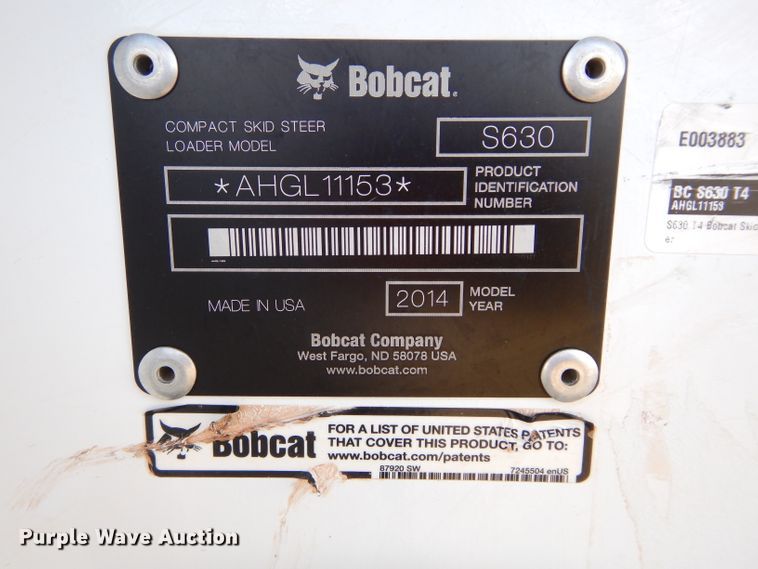 Bobcat.
COMPACT SKID STEER
LOADER MODEL
S630
*AHGL11153*
PRODUCT
IDENTIFICATION
NUMBER
MADE IN USA
2014
MODEL
YEAR
Bobcat Company
West Fargo, ND 58078 USA
www.bobcat.com
E003883
BC S630 T4
AHGL11153
S630 T4 Bobcat Skid
e:
Bobcat
FOR A LIST OF UNITED STATES PATENTS
THAT COVER THIS PRODUCT, GO TO:
www.bobcat.com/patents
87920 SW
7245504 enUS
Purple Wave Auction